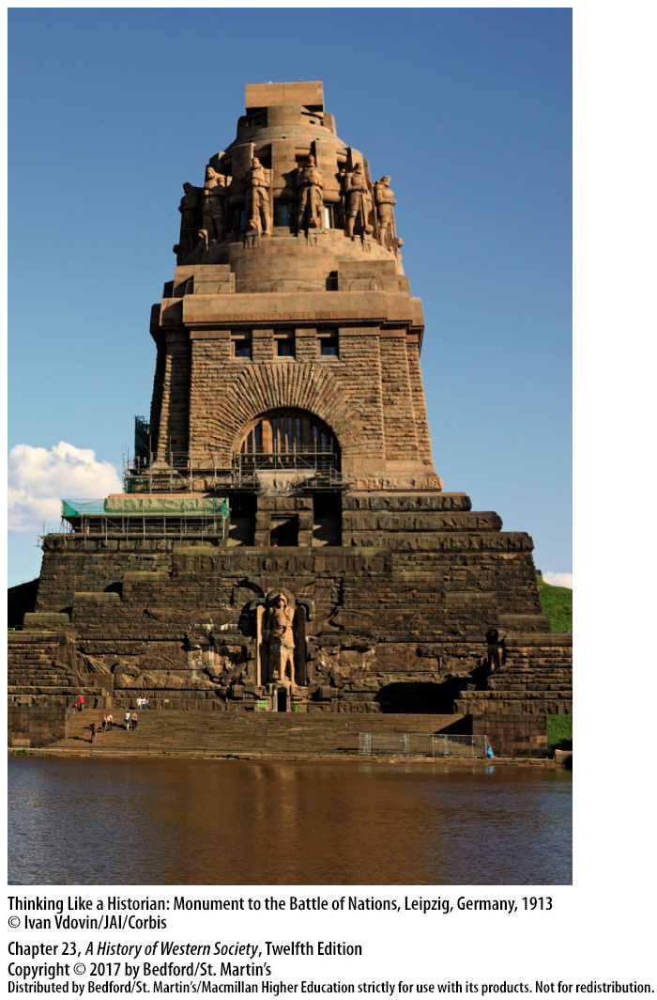 Thinking Like a Historian: Monument to the Battle of Nations, Leipzig, Germany, 1913
© Ivan Vdovin/JAI/Corbis
Chapter 23, A History of Western Society, Twelfth Edition
Copyright © 2017 by Bedford/St. Martin’s
Distributed by Bedford/St. Martin’s/Macmillan Higher Education strictly for use with its products. Not for redistribution.